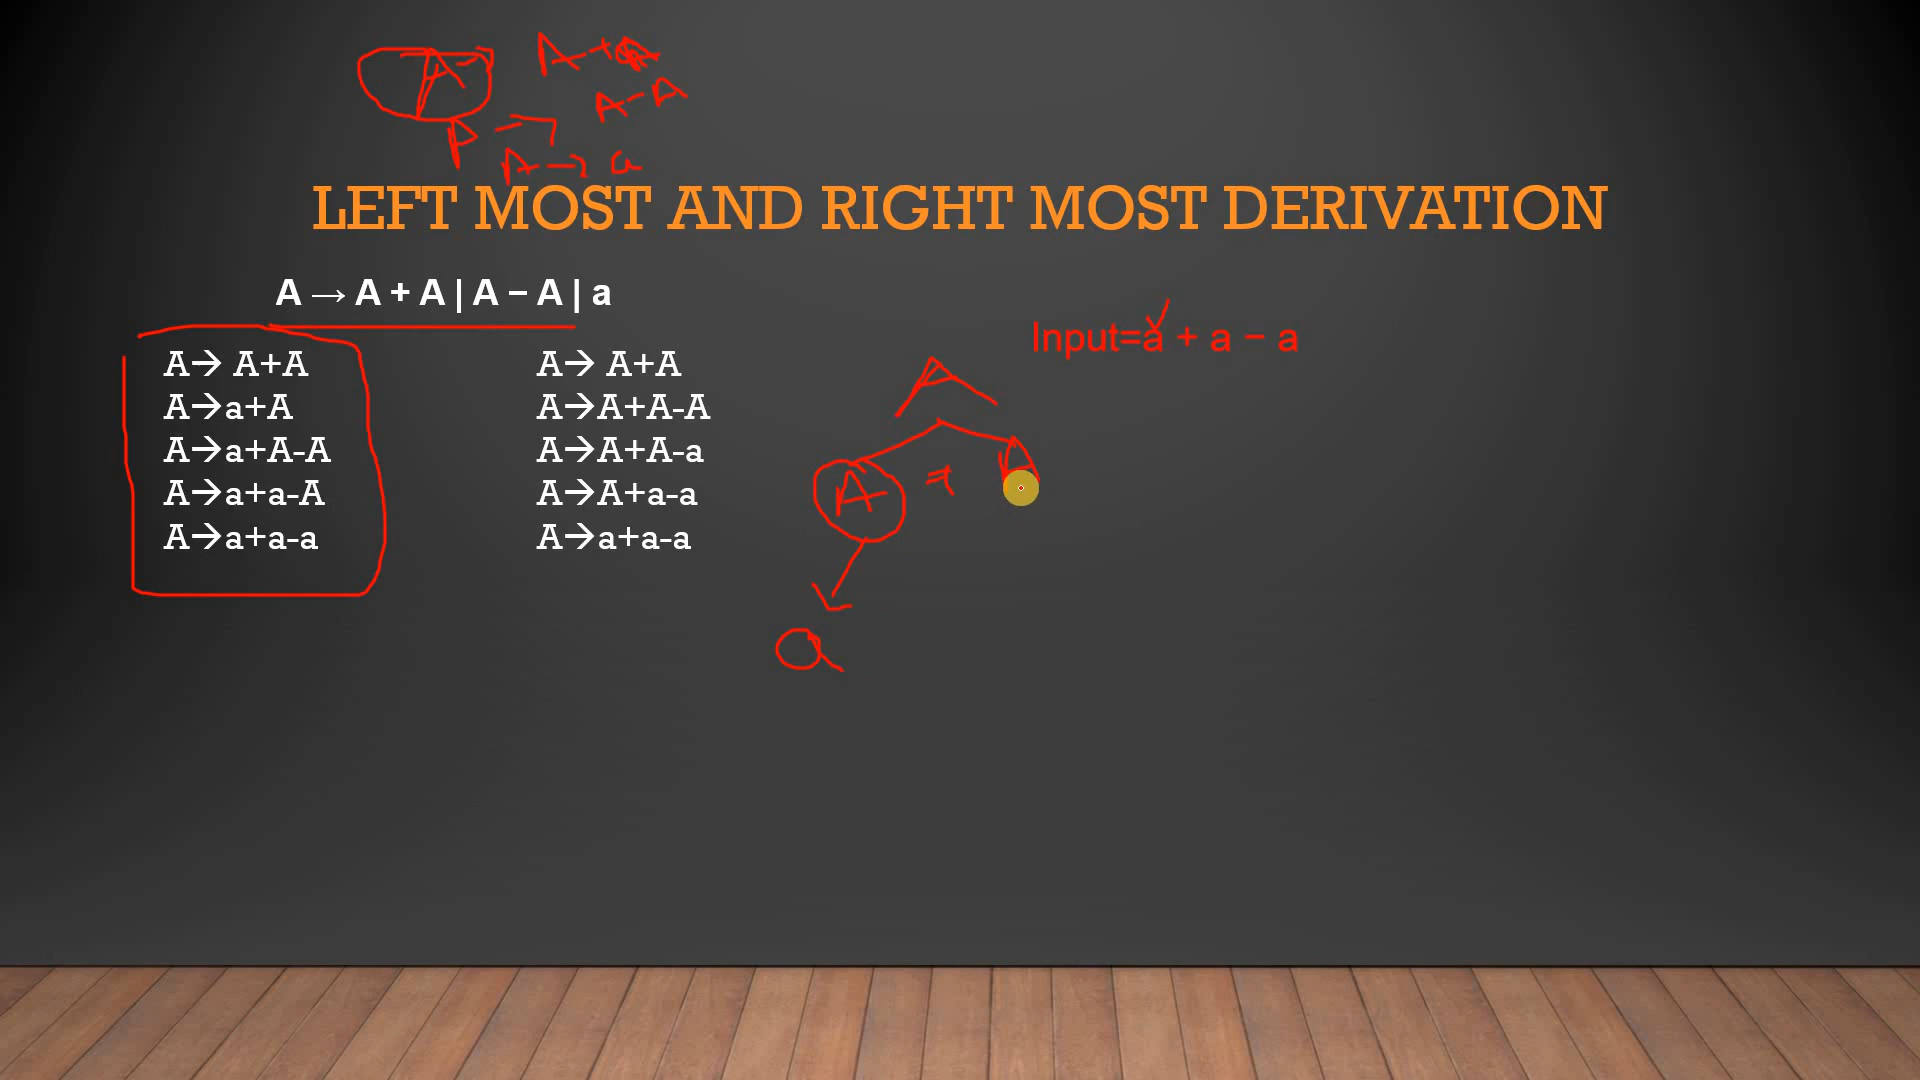 A → A+A
A-A
A → a
LEFT MOST AND RIGHT MOST DERIVATION
A → A + A | A − A | a
Input=a + a − a
A→ A+A
A→a+A
A→a+A-A
A→a+a-A
A→a+a-a
A→ A+A
A→A+A-A
A→A+A-a
A→A+a-a
A→a+a-a
A
A + A
a